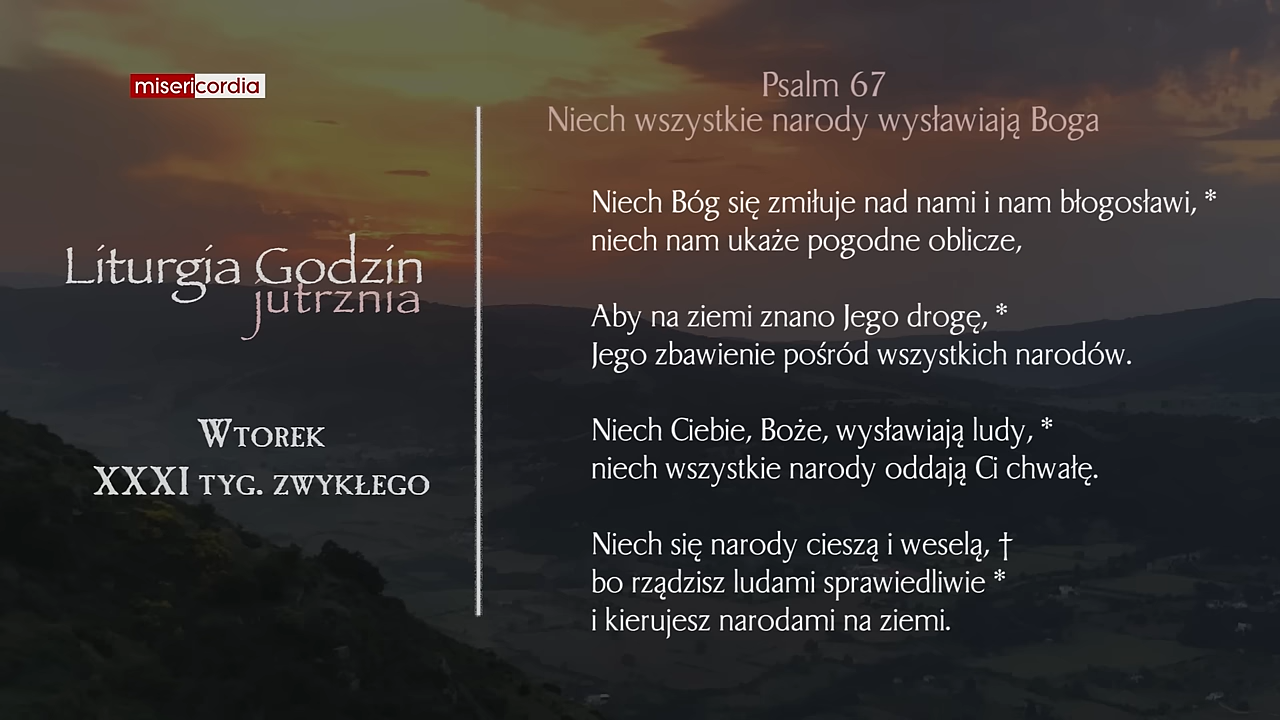 misericordia
Liturgia Godzin
jutrznia
Wtorek
XXXI tyg. zwykłego
Psalm 67
Niech wszystkie narody wysławiają Boga
Niech Bóg się zmiłuje nad nami i nam błogosławi, *
niech nam ukaże pogodne oblicze,
Aby na ziemi znano Jego drogę, *
Jego zbawienie pośród wszystkich narodów.
Niech Ciebie, Boże, wysławiają ludy, *
niech wszystkie narody oddają Ci chwałę.
Niech się narody cieszą i weselą, †
bo rządzisz ludami sprawiedliwie *
i kierujesz narodami na ziemi.